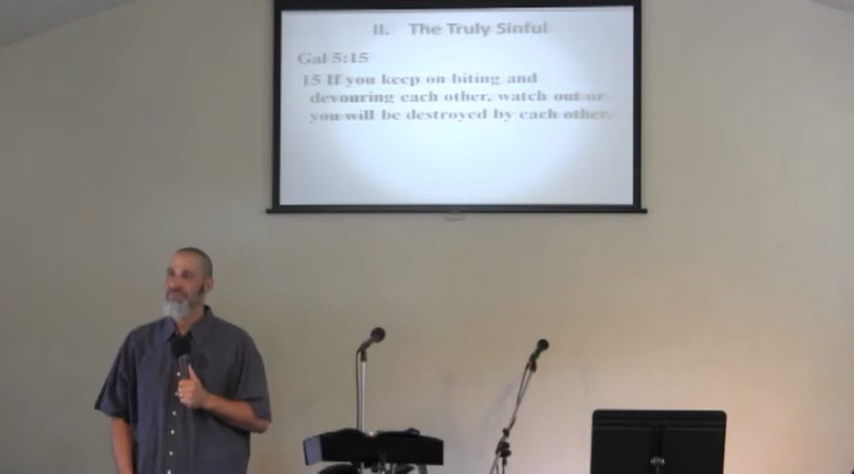 II. The Truly Sinful
Gal 5:15
15 If you keep on biting and
devouring each other, watch out or
you will be destroyed by each other.